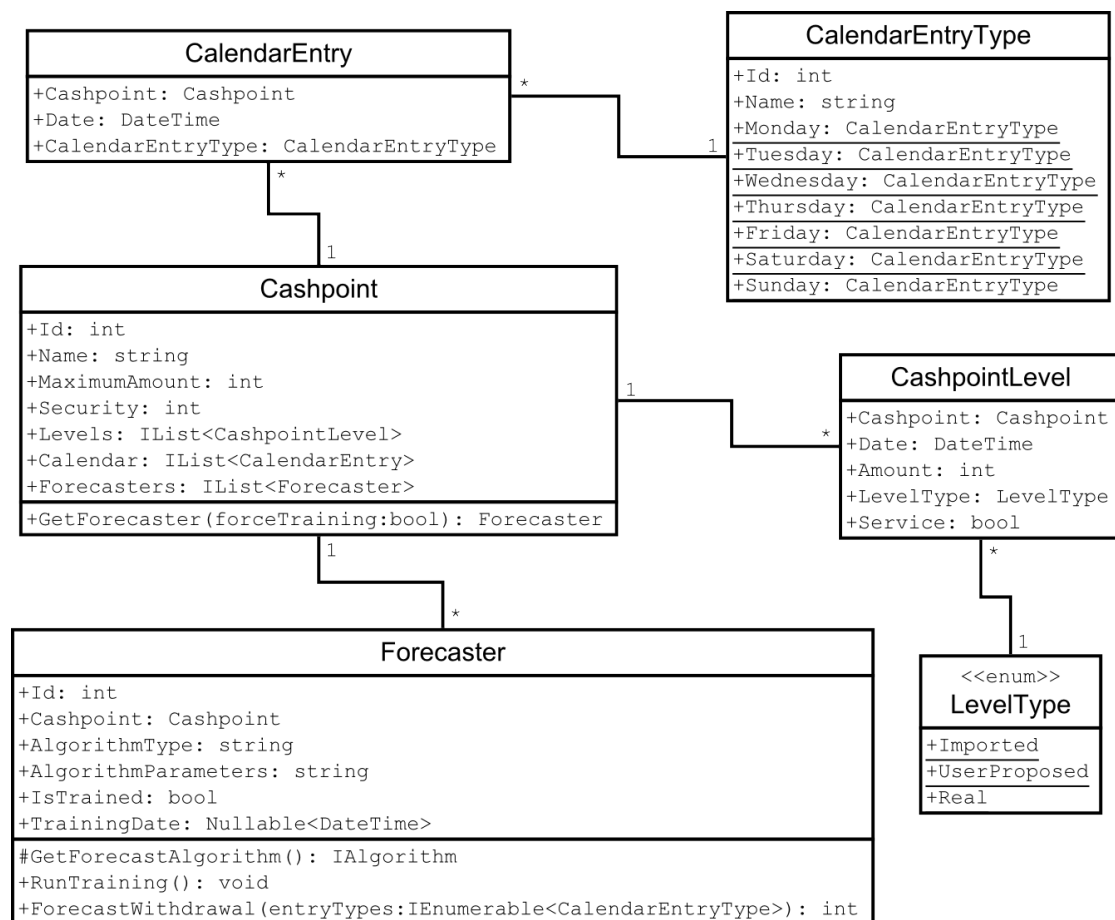 CalendarEntry
+Cashpoint: Cashpoint
+Date: DateTime
+CalendarEntryType: CalendarEntryType
CalendarEntryType
+Id: int
+Name: string
+Monday: CalendarEntryType
+Tuesday: CalendarEntryType
+Wednesday: CalendarEntryType
+Thursday: CalendarEntryType
+Friday: CalendarEntryType
+Saturday: CalendarEntryType
+Sunday: CalendarEntryType
*
1
*
1
Cashpoint
+Id: int
+Name: string
+MaximumAmount: int
+Security: int
+Levels: IList<CashpointLevel>
+Calendar: IList<CalendarEntry>
+Forecasters: IList<Forecaster>
+GetForecaster(forceTraining:bool): Forecaster
1
*
CashpointLevel
+Cashpoint: Cashpoint
+Date: DateTime
+Amount: int
+LevelType: LevelType
+Service: bool
*
1
<<enum>>
LevelType
+Imported
+UserProposed
+Real
1
*
Forecaster
+Id: int
+Cashpoint: Cashpoint
+AlgorithmType: string
+AlgorithmParameters: string
+IsTrained: bool
+TrainingDate: Nullable<DateTime>
#GetForecastAlgorithm(): IAlgorithm
+RunTraining(): void
+ForecastWithdrawal(entryTypes:IEnumerable<CalendarEntryType>): int